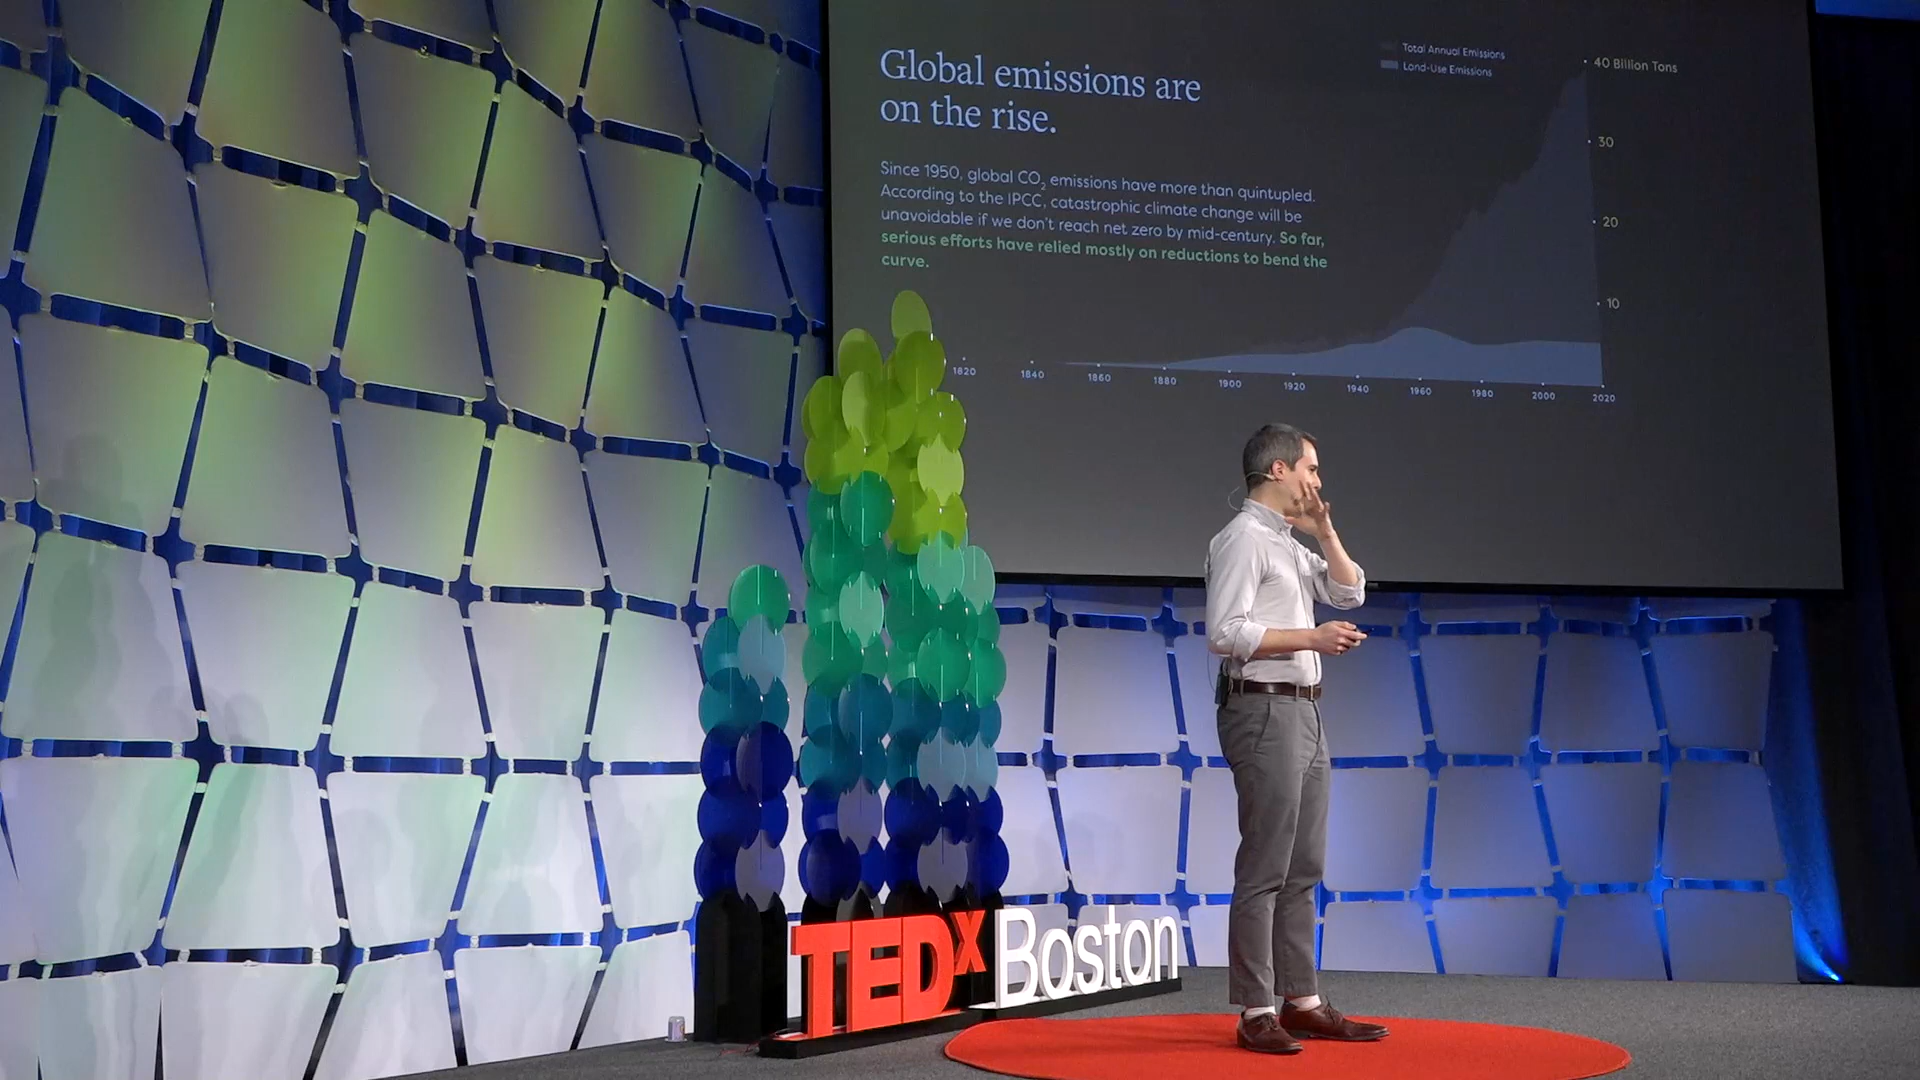 Global emissions are
on the rise.
Since 1950, global CO₂ emissions have more than quintupled.
According to the IPCC, catastrophic climate change will be
unavoidable if we don't reach net zero by mid-century. So far,
serious efforts have relied mostly on reductions to bend the
curve.
Total Annual Emissions
Land-Use Emissions
40 Billion Tons
30
20
10
1820 1840 1860 1880 1900 1920 1940 1960 1980 2000 2020
TEDx Boston